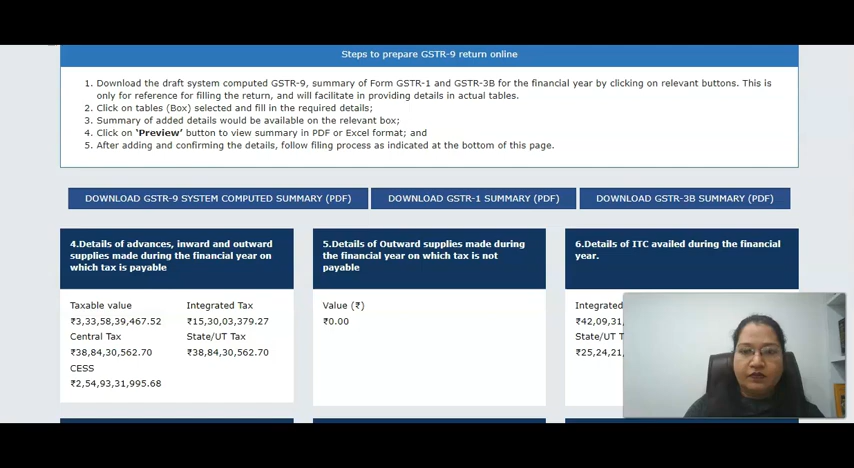 Steps to prepare GSTR-9 return online
1. Download the draft system computed GSTR-9, summary of Form GSTR-1 and GSTR-3B for the financial year by clicking on relevant buttons. This is
only for reference for filling the return, and will facilitate in providing details in actual tables.
2. Click on tables (Box) selected and fill in the required details;
3. Summary of added details would be available on the relevant box;
4. Click on 'Preview' button to view summary in PDF or Excel format; and
5. After adding and confirming the details, follow filing process as indicated at the bottom of this page.
DOWNLOAD GSTR-9 SYSTEM COMPUTED SUMMARY (PDF)
DOWNLOAD GSTR-1 SUMMARY (PDF)
DOWNLOAD GSTR-3B SUMMARY (PDF)
4.Details of advances, inward and outward
supplies made during the financial year on
which tax is payable
Taxable value
₹3,33,58,39,467.52
Integrated Tax
₹15,30,03,379.27
Central Tax
₹38,84,30,562.70
State/UT Tax
₹38,84,30,562.70
CESS
₹2,54,93,31,995.68
5.Details of Outward supplies made during
the financial year on which tax is not
payable
Value (₹)
₹0.00
6.Details of ITC availed during the financial
year.
Integrated
₹42,09,31,
State/UT T
₹25,24,21,